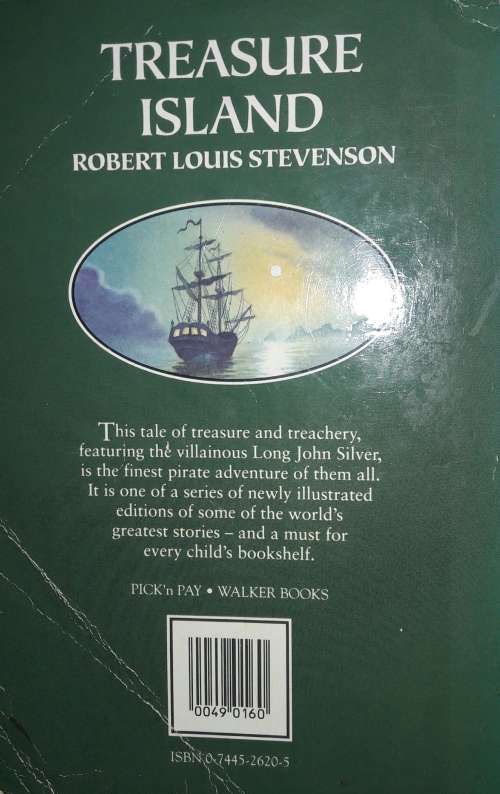 TREASURE
ISLAND
ROBERT LOUIS STEVENSON
This tale of treasure and treachery,
featuring the villainous Long John Silver,
is the finest pirate adventure of them all.
It is one of a series of newly illustrated
editions of some of the world's
greatest stories – and a must for
every child's bookshelf.
PICK'n PAY • WALKER BOOKS
0049 0160
ISBN 0-7445-2620-5